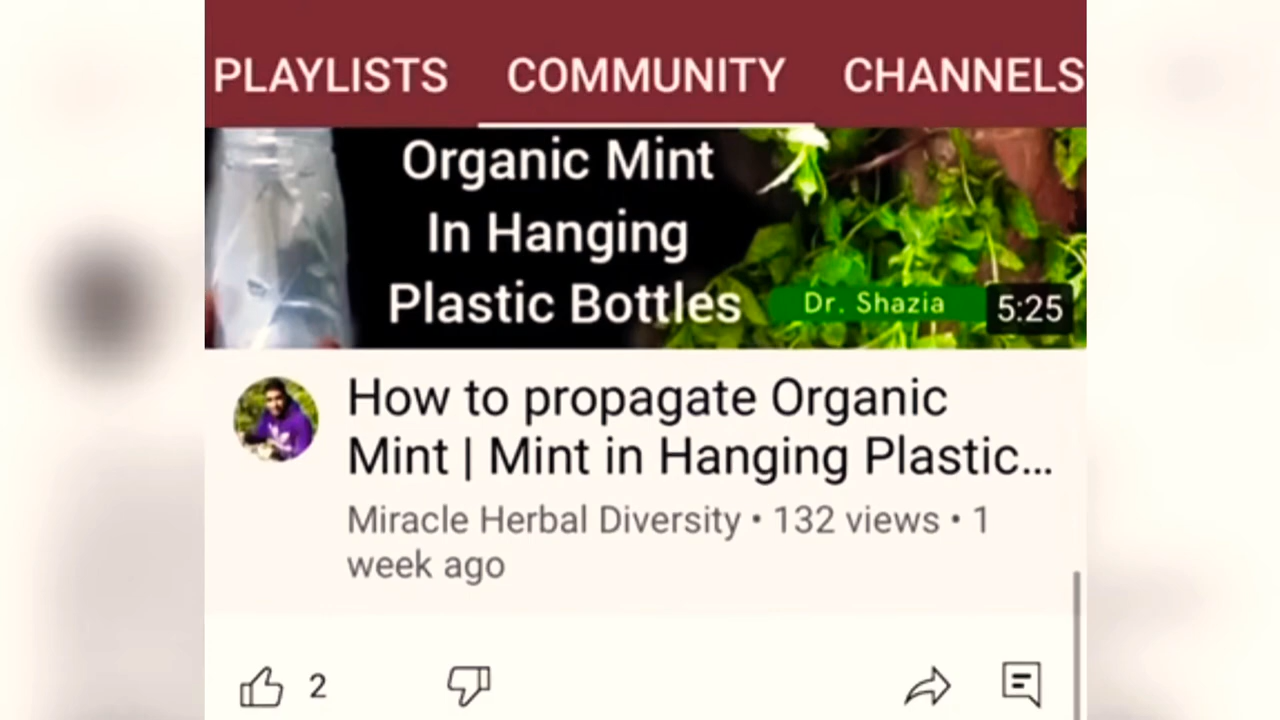 PLAYLISTS COMMUNITY CHANNELS
Organic Mint
In Hanging
Plastic Bottles
Dr. Shazia
5:25
How to propagate Organic
Mint | Mint in Hanging Plastic...
Miracle Herbal Diversity • 132 views • 1
week ago
2